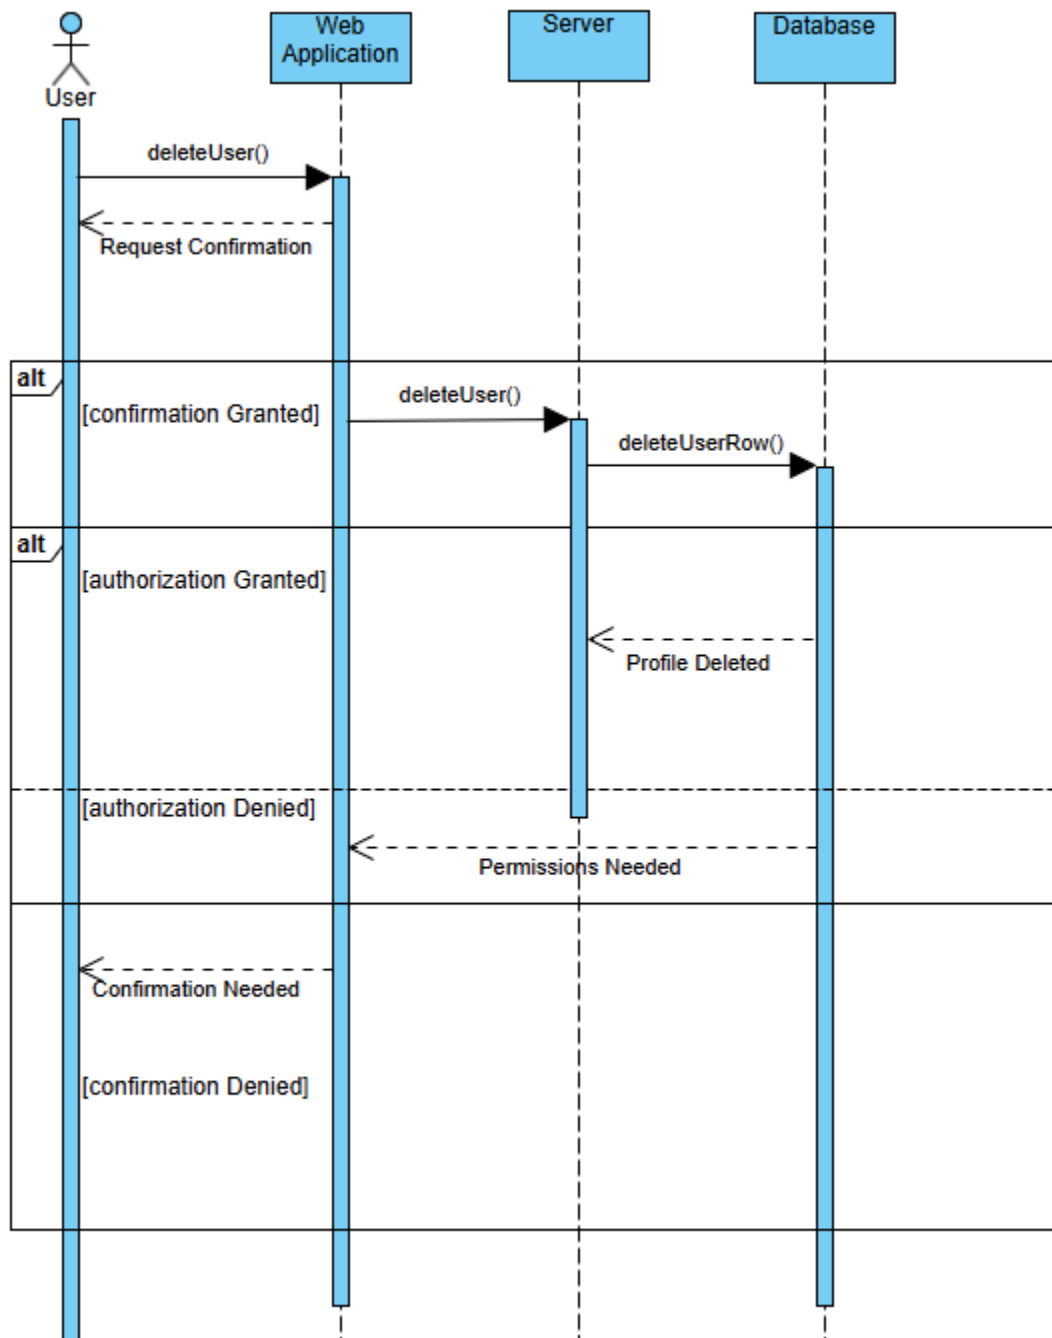 User
Web
Application
Server
Database
deleteUser()
Request Confirmation
alt
[confirmation Granted]
deleteUser()
deleteUserRow()
alt
[authorization Granted]
Profile Deleted
[authorization Denied]
Permissions Needed
Confirmation Needed
[confirmation Denied]